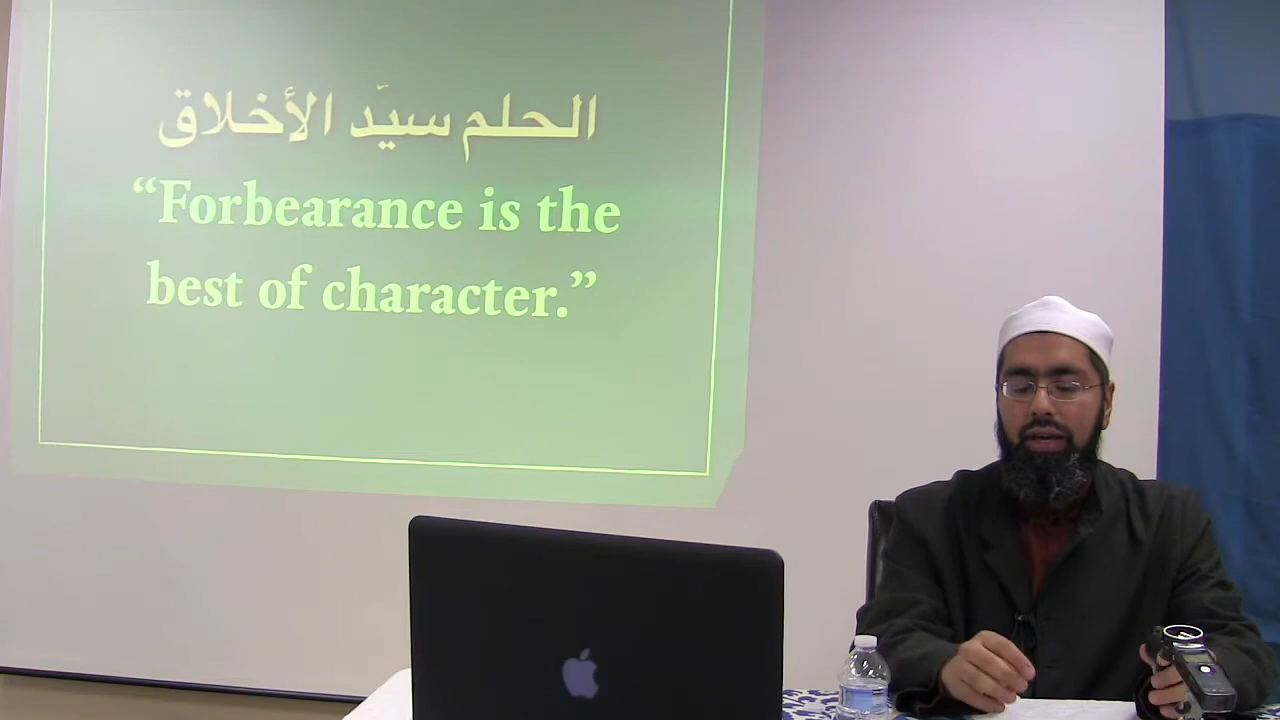 الحلم سيّد الأخلاق
“Forbearance is the
best of character.”